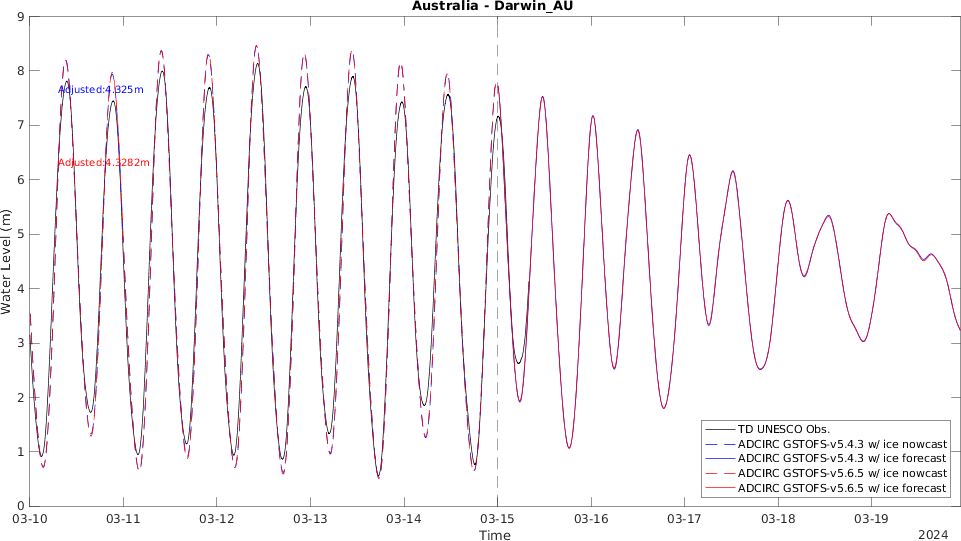 Australia - Darwin_AU
9
8
7
6
5
4
3
2
1
0
Water Level (m)
Adjusted:4.325m
Adjusted:4.3282m
TD UNESCO Obs.
ADCIRC GSTOFS-v5.4.3 w/ ice nowcast
ADCIRC GSTOFS-v5.4.3 w/ ice forecast
ADCIRC GSTOFS-v5.6.5 w/ ice nowcast
ADCIRC GSTOFS-v5.6.5 w/ ice forecast
03-10 03-11 03-12 03-13 03-14 03-15 03-16 03-17 03-18 03-19
Time
2024